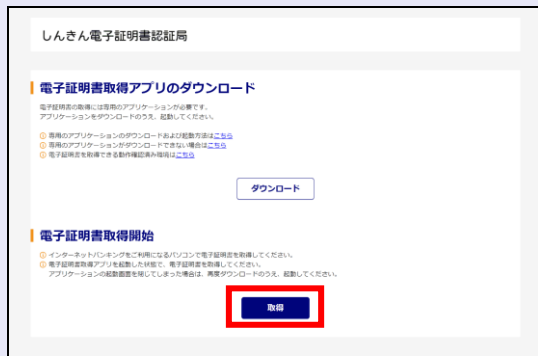 しんきん電子証明書認証局
電子証明書取得アプリのダウンロード
電子証明書の取得には専用のアプリケーションが必要です。
アプリケーションをダウンロードのうえ、起動してください。
専用のアプリケーションのダウンロードおよび起動方法はこちら
専用のアプリケーションがダウンロードできない場合はこちら
電子証明書を取得できる動作確認済み環境はこちら
ダウンロード
電子証明書取得開始
インターネットバンキングをご利用になるパソコンで電子証明書を取得してください。
電子証明書取得アプリを起動した状態で、電子証明書を取得してください。
アプリケーションの起動画面を閉じてしまった場合は、再度ダウンロードのうえ、起動してください。
取得